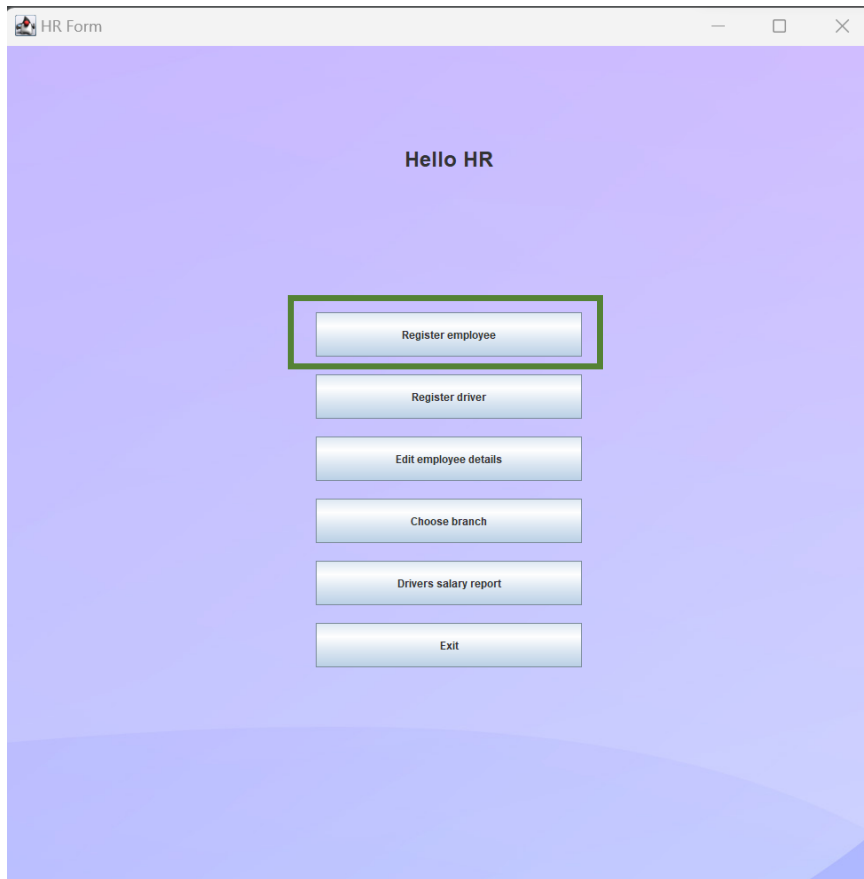 HR Form
Hello HR
Register employee
Register driver
Edit employee details
Choose branch
Drivers salary report
Exit